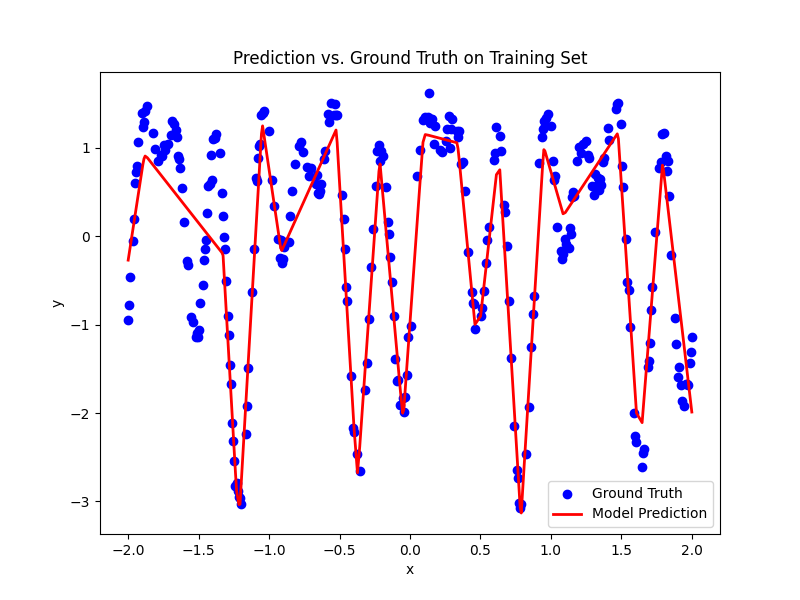 Prediction vs. Ground Truth on Training Set
y
1
0
−1
−2
−3
Ground Truth
Model Prediction
−2.0 −1.5 −1.0 −0.5 0.0 0.5 1.0 1.5 2.0
x